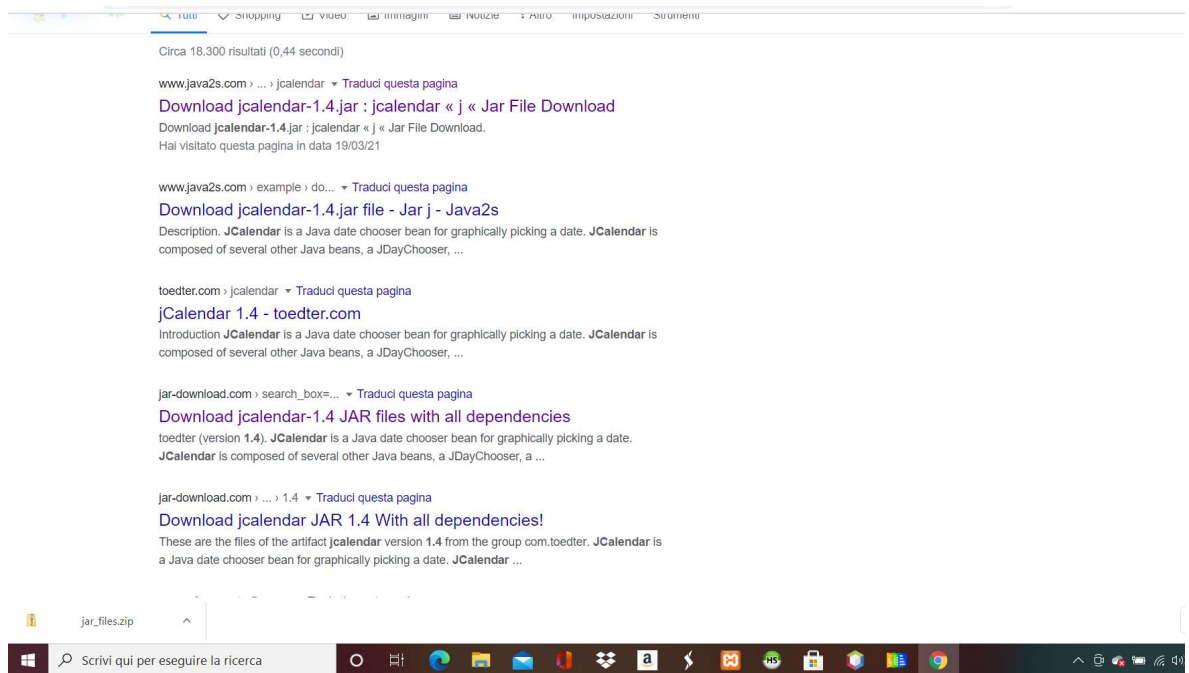 Tutti Shopping Video Immagini Notizie Altro Impostazioni Strumenti
Circa 18.300 risultati (0,44 secondi)
www.java2s.com › ... › jcalendar ▾ Traduci questa pagina
Download jcalendar-1.4.jar : jcalendar « j « Jar File Download
Download jcalendar-1.4.jar : jcalendar « j « Jar File Download.
Hai visitato questa pagina in data 19/03/21
www.java2s.com › example › do... ▾ Traduci questa pagina
Download jcalendar-1.4.jar file - Jar j - Java2s
Description. JCalendar is a Java date chooser bean for graphically picking a date. JCalendar is
composed of several other Java beans, a JDayChooser, ...
toedter.com › jcalendar ▾ Traduci questa pagina
jCalendar 1.4 - toedter.com
Introduction JCalendar is a Java date chooser bean for graphically picking a date. JCalendar is
composed of several other Java beans, a JDayChooser, ...
jar-download.com › search_box=... ▾ Traduci questa pagina
Download jcalendar-1.4 JAR files with all dependencies
toedter (version 1.4). JCalendar is a Java date chooser bean for graphically picking a date.
JCalendar is composed of several other Java beans, a JDayChooser, a ...
jar-download.com › ... › 1.4 ▾ Traduci questa pagina
Download jcalendar JAR 1.4 With all dependencies!
These are the files of the artifact jcalendar version 1.4 from the group com.toedter. JCalendar is
a Java date chooser bean for graphically picking a date. JCalendar ...
jar_files.zip
Scrivi qui per eseguire la ricerca
a
HS